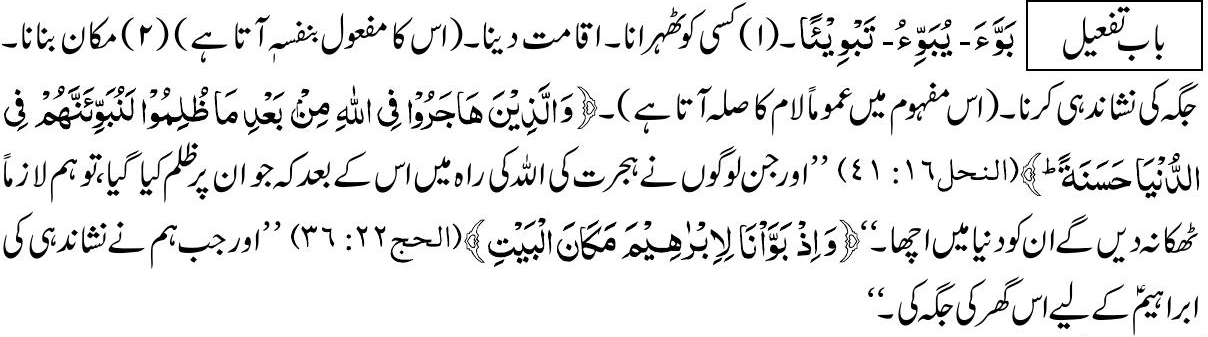 باب تفعیل بَوَّءَ۔ یُبَوِّءُ۔ تَبْوِیْئًا۔ (۱) کسی کو ٹھہرانا۔ اقامت دینا۔ (اس کا مفعول بنفسہٖ آتا ہے) (۲) مکان بنانا۔
جگہ کی نشاندہی کرنا۔ (اس مفہوم میں عموماً لام کا صلہ آتا ہے)۔ ﴿وَالَّذِیْنَ هَاجَرُوْا فِی اللّٰهِ مِنْ بَعْدِ مَا ظُلِمُوْا لَنُبَوِّئَنَّهُمْ فِی
الدُّنْیَا حَسَنَةً ؕ﴾ (النحل ۱۶: ۴۱) ’’اور جن لوگوں نے ہجرت کی اللہ کی راہ میں اس کے بعد کہ جو ان پر ظلم کیا گیا، تو ہم لازماً
ٹھکانہ دیں گے ان کو دنیا میں اچھا۔‘‘ ﴿وَاِذْ بَوَّاْنَا لِاِبْرٰهِیْمَ مَکَانَ الْبَیْتِ﴾ (الحج ۲۲: ۳۶) ’’اور جب ہم نے نشاندہی کی
ابراہیمؑ کے لیے اس گھر کی جگہ کی۔‘‘